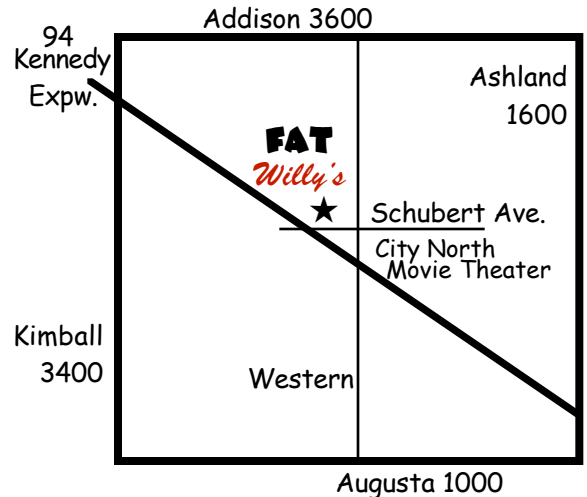 Addison 3600
94
Kennedy
Expw.
Ashland
1600
FAT
Willy's
Schubert Ave.
City North
Movie Theater
Kimball
3400
Western
Augusta 1000